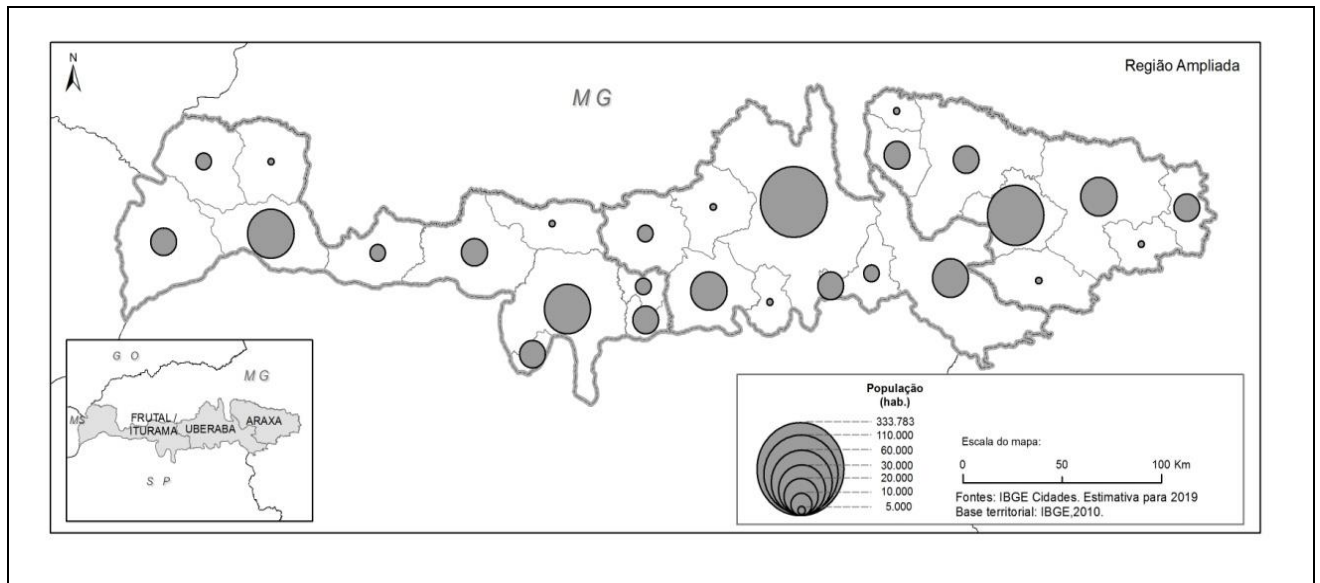 N
Região Ampliada
MG
G O
MG
MS
FRUTAL /
ITURAMA
UBERABA
ARAXA
S P
População
(hab.)
333.783
110.000
60.000
30.000
20.000
10.000
5.000
Escala do mapa:
0 50 100 Km
Fontes: IBGE Cidades. Estimativa para 2019
Base territorial: IBGE,2010.